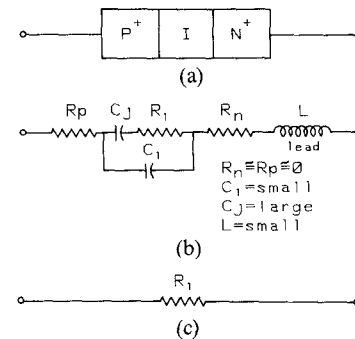 P+ I N+
(a)
Rp CJ R1 Rn L
C1 lead
Rn≅Rp≅0
C1=small
CJ=large
L=small
(b)
R1
(c)